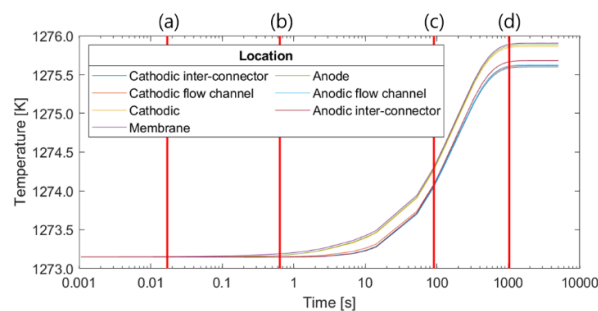 (a) (b) (c) (d)
1276.0
1275.5
1275.0
1274.5
1274.0
1273.5
1273.0
Temperature [K]
Location
Cathodic inter-connector Anode
Cathodic flow channel Anodic flow channel
Cathodic Anodic inter-connector
Membrane
0.001 0.01 0.1 1 10 100 1000 10000
Time [s]